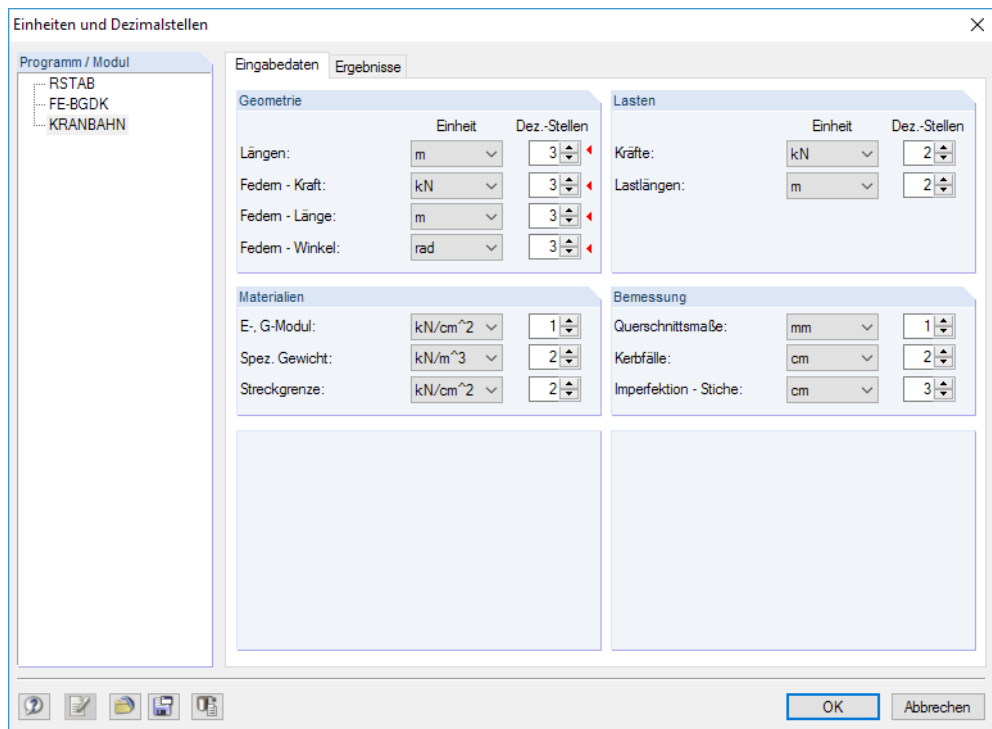 Einheiten und Dezimalstellen
Programm / Modul
RSTAB
FE-BGDK
KRANBAHN
Eingabedaten
Ergebnisse
Geometrie
Einheit Dez.-Stellen
Längen: m 3
Federn - Kraft: kN 3
Federn - Länge: m 3
Federn - Winkel: rad 3
Lasten
Einheit Dez.-Stellen
Kräfte: kN 2
Lastlängen: m 2
Materialien
E-, G-Modul: kN/cm^2 1
Spez. Gewicht: kN/m^3 2
Streckgrenze: kN/cm^2 2
Bemessung
Querschnittsmaße: mm 1
Kerbfälle: cm 2
Imperfektion - Stiche: cm 3
OK
Abbrechen